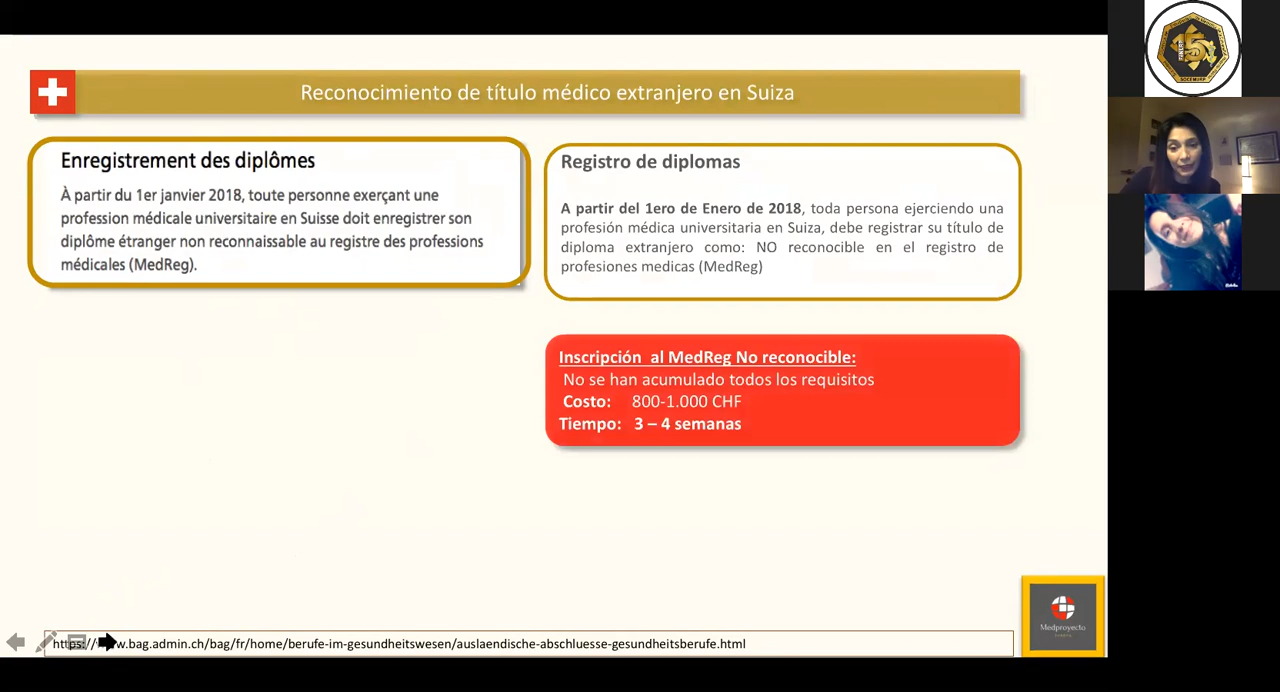 Reconocimiento de título médico extranjero en Suiza
Enregistrement des diplômes
À partir du 1er janvier 2018, toute personne exerçant une
profession médicale universitaire en Suisse doit enregistrer son
diplôme étranger non reconnaissable au registre des professions
médicales (MedReg).
Registro de diplomas
A partir del 1ero de Enero de 2018, toda persona ejerciendo una
profesión médica universitaria en Suiza, debe registrar su título de
diploma extranjero como: NO reconocible en el registro de
profesiones medicas (MedReg)
Inscripción al MedReg No reconocible:
No se han acumulado todos los requisitos
Costo: 800-1.000 CHF
Tiempo: 3 – 4 semanas
Medproyecto
https://www.bag.admin.ch/bag/fr/home/berufe-im-gesundheitswesen/auslaendische-abschluesse-gesundheitsberufe.html
15